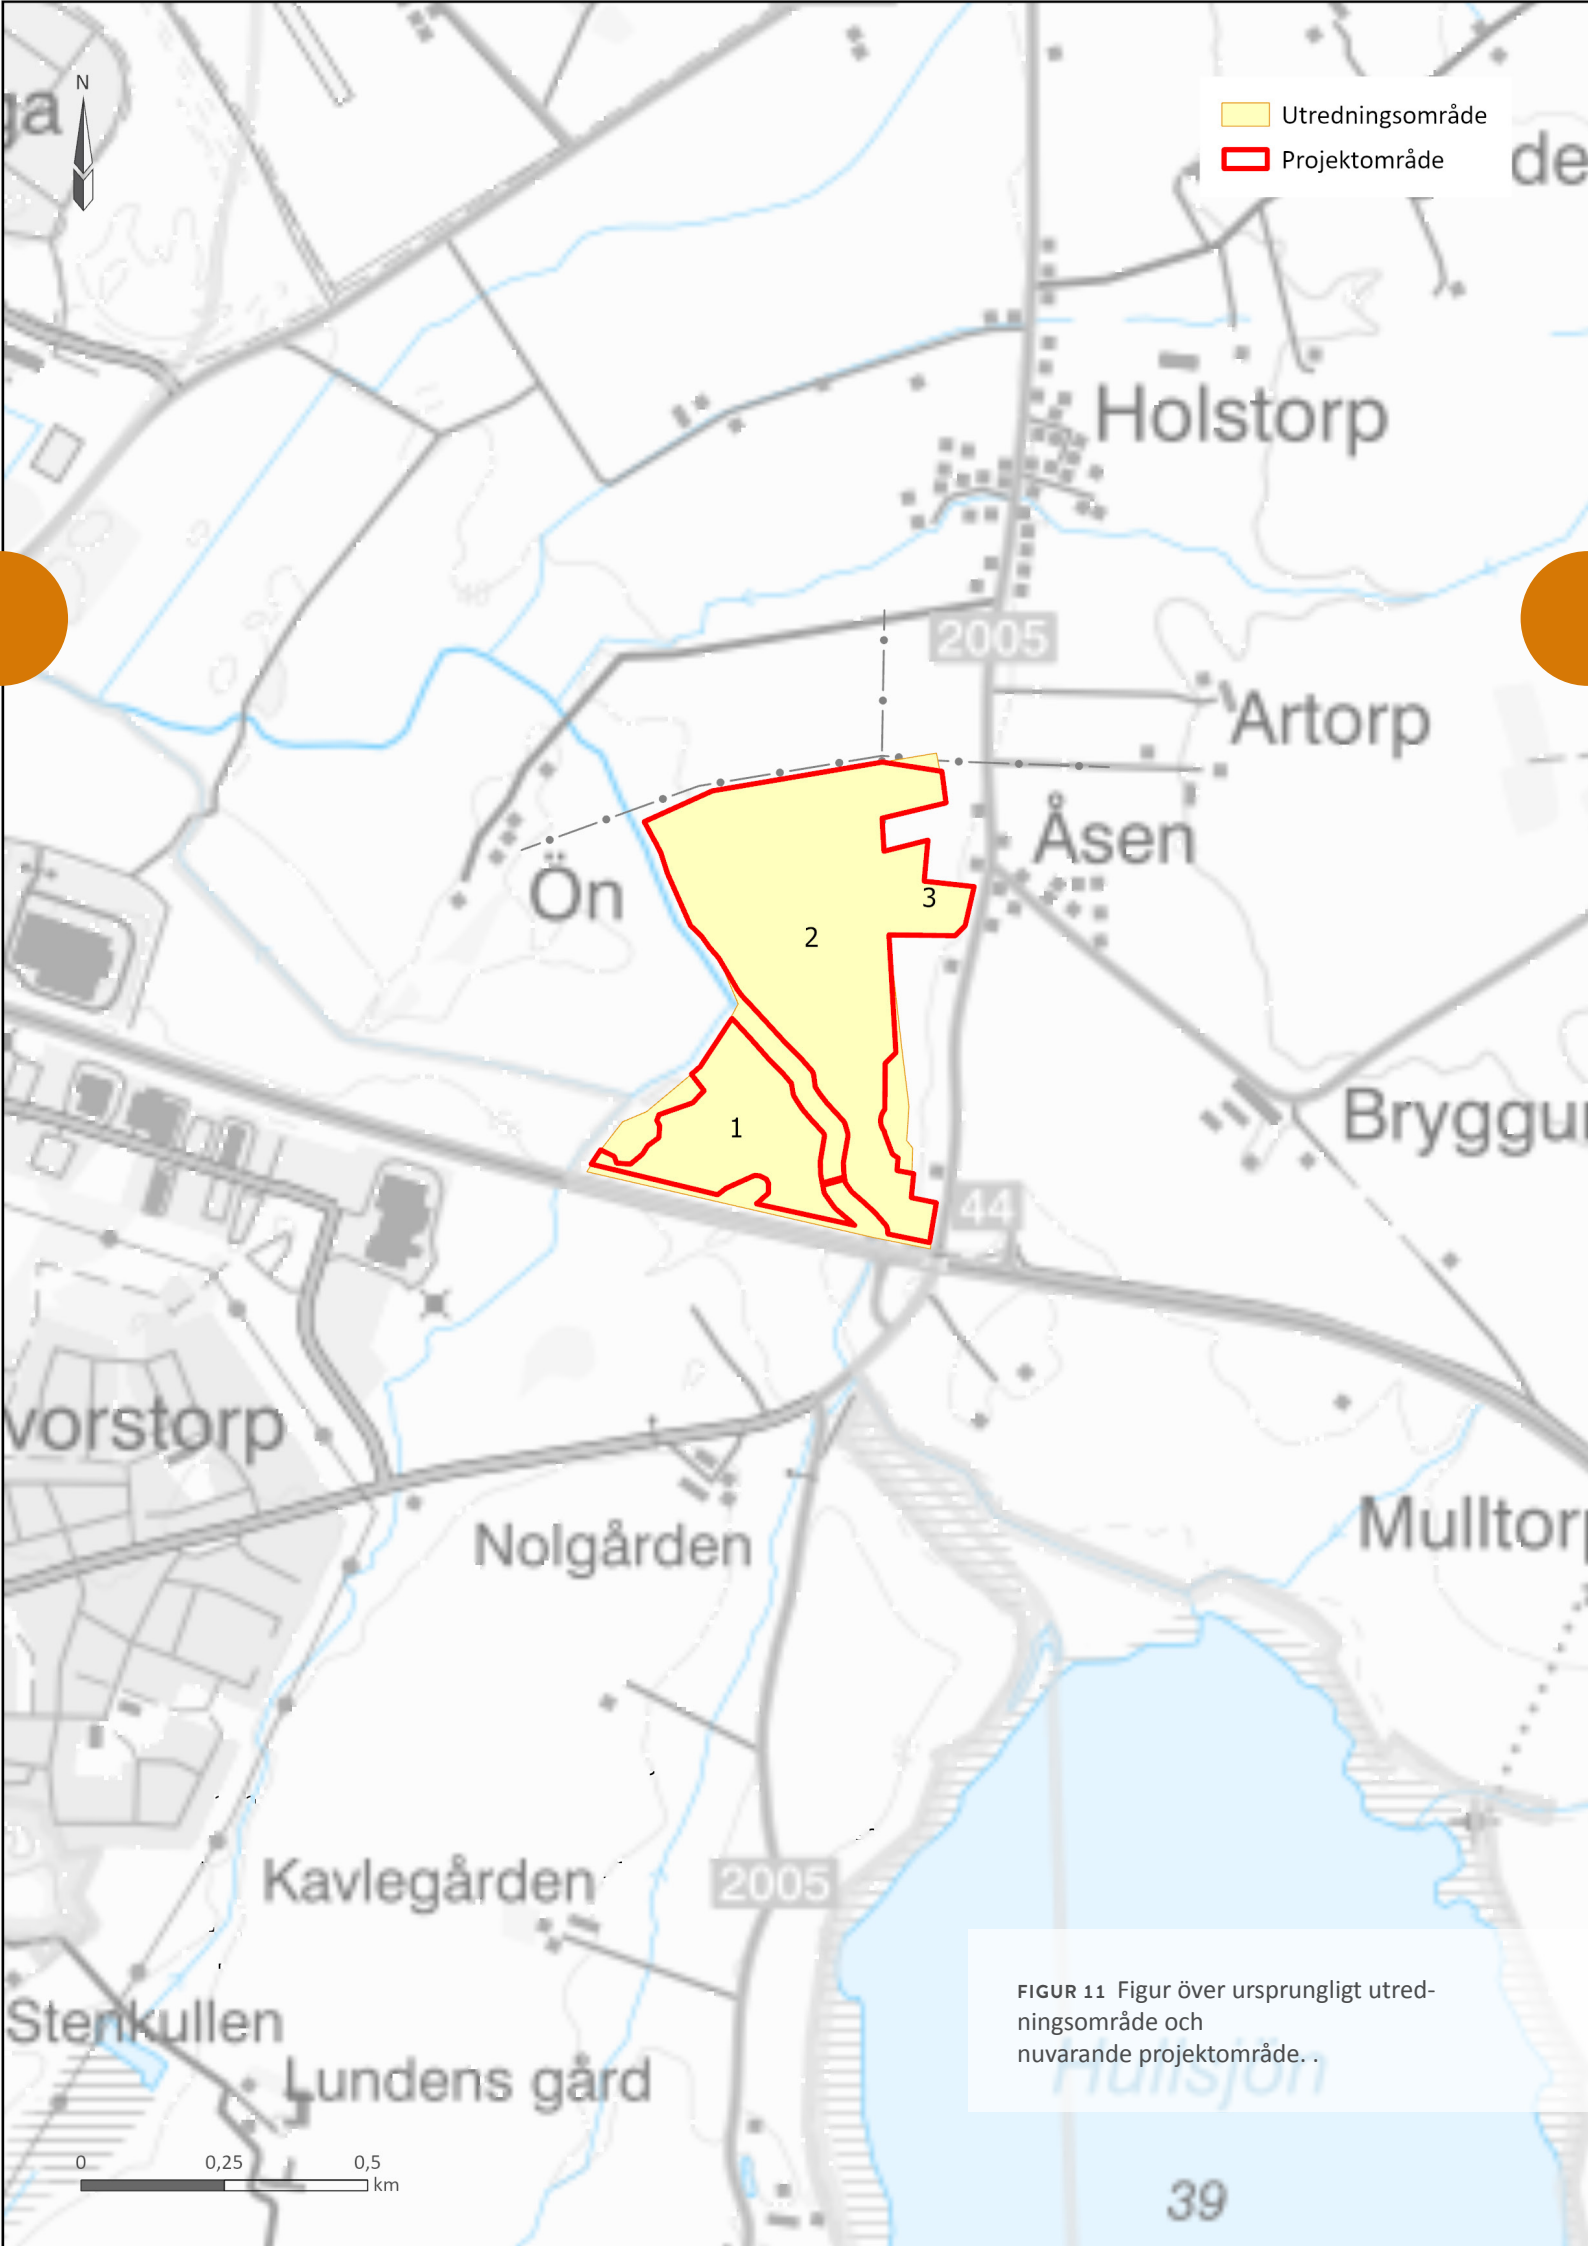 N
Utredningsområde
Projektområde
Holstorp
2005
Artorp
Åsen
Ön
3
2
1
44
Nolgården
Kavlegården
2005
Stenkullen
Lundens gård
FIGUR 11 Figur över ursprungligt utred-
ningsområde och
nuvarande projektområde. .
Hullsjön
0 0,25 0,5
km
39